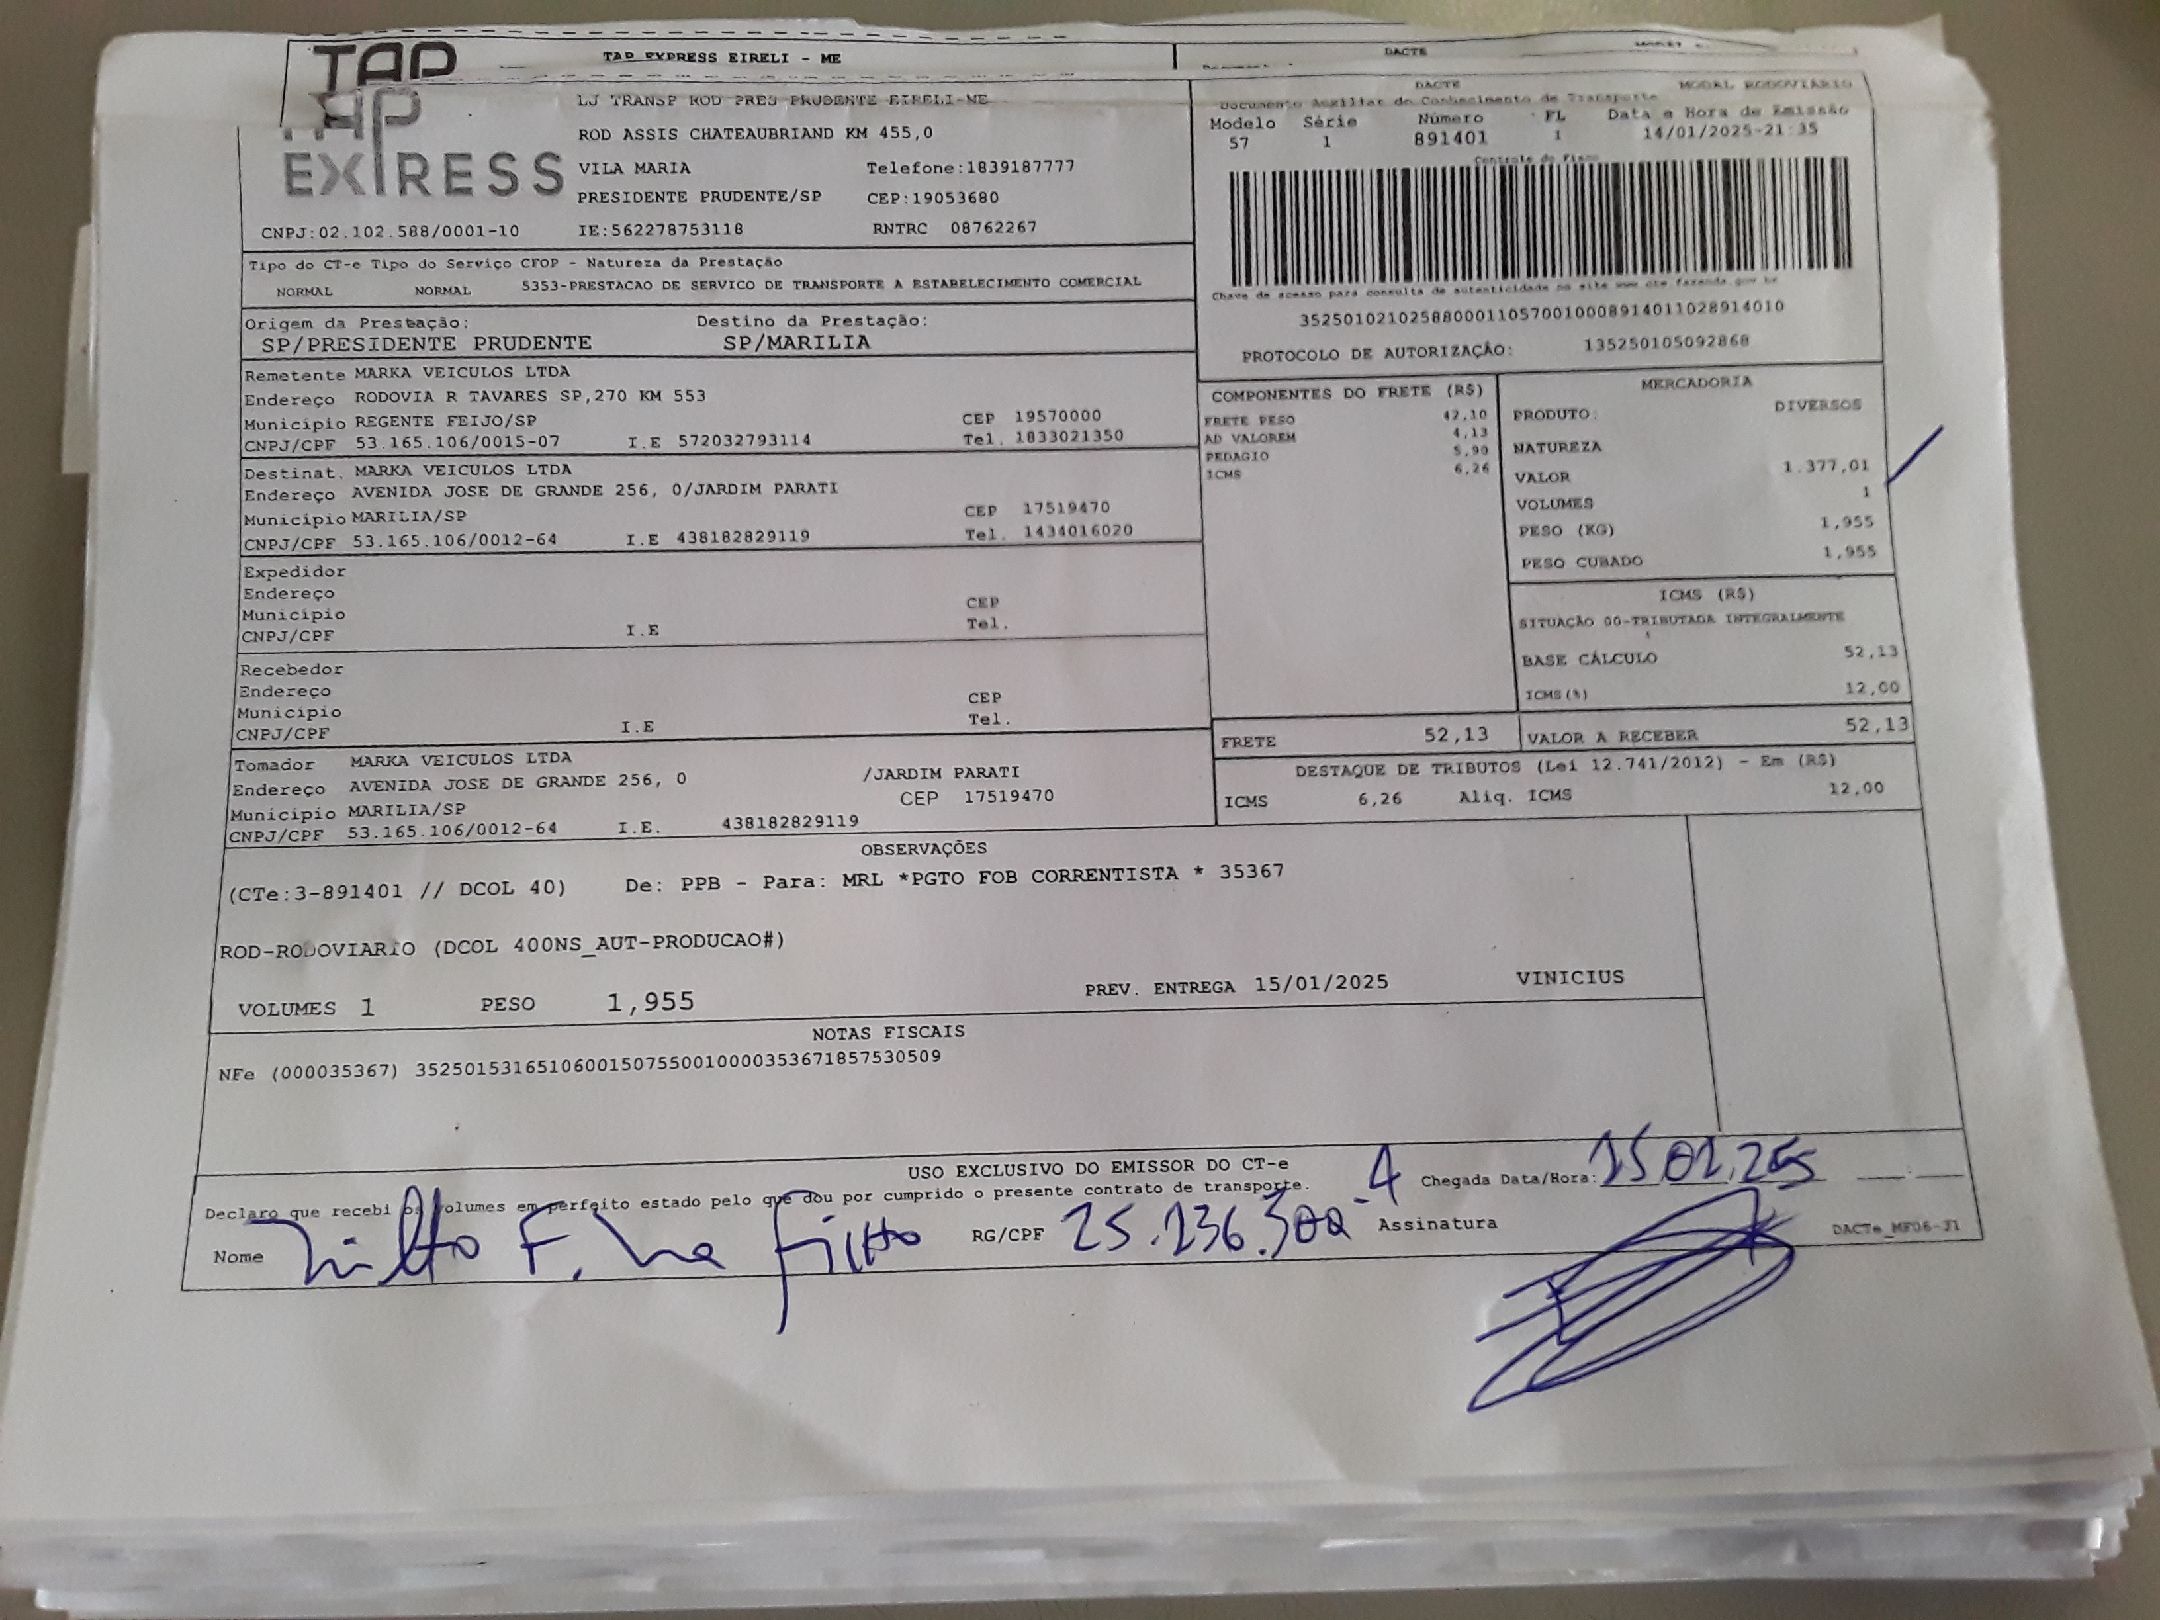 TAP TAP EXPRESS EIRELI - ME DACTE
TAP EXPRESS
LJ TRANSP ROD PRES PRUDENTE EIRELI-ME
ROD ASSIS CHATEAUBRIAND KM 455,0
VILA MARIA Telefone:1839187777
PRESIDENTE PRUDENTE/SP CEP:19053680
CNPJ:02.102.588/0001-10 IE:562278753118 RNTRC 08762267
DACTE MODAL RODOVIÁRIO
Documento Auxiliar do Conhecimento de Transporte
Modelo Série Número FL Data e Hora de Emissão
57 1 891401 1 14/01/2025-21:35
Controle do Fisco
Chave de acesso para consulta de autenticidade no site www.cte.fazenda.gov.br
35250102102588000110570010008914011028914010
PROTOCOLO DE AUTORIZAÇÃO: 135250105092868
Tipo do CT-e Tipo do Serviço CFOP - Natureza da Prestação
NORMAL NORMAL 5353-PRESTACAO DE SERVICO DE TRANSPORTE A ESTABELECIMENTO COMERCIAL
Origem da Prestação: Destino da Prestação:
SP/PRESIDENTE PRUDENTE SP/MARILIA
Remetente MARKA VEICULOS LTDA
Endereço RODOVIA R TAVARES SP,270 KM 553
Município REGENTE FEIJO/SP CEP 19570000
CNPJ/CPF 53.165.106/0015-07 I.E 572032793114 Tel. 1833021350
Destinat. MARKA VEICULOS LTDA
Endereço AVENIDA JOSE DE GRANDE 256, 0/JARDIM PARATI
Município MARILIA/SP CEP 17519470
CNPJ/CPF 53.165.106/0012-64 I.E 438182829119 Tel. 1434016020
Expedidor
Endereço
Município CEP
CNPJ/CPF I.E Tel.
Recebedor
Endereço
Município CEP
CNPJ/CPF I.E Tel.
Tomador MARKA VEICULOS LTDA
Endereço AVENIDA JOSE DE GRANDE 256, 0 /JARDIM PARATI
Município MARILIA/SP CEP 17519470
CNPJ/CPF 53.165.106/0012-64 I.E. 438182829119
COMPONENTES DO FRETE (R$)
FRETE PESO 42,10
AD VALOREM 4,13
PEDAGIO 5,90
ICMS 6,26
MERCADORIA
PRODUTO: DIVERSOS
NATUREZA
VALOR 1.377,01
VOLUMES 1
PESO (KG) 1,955
PESO CUBADO 1,955
ICMS (R$)
SITUAÇÃO 00-TRIBUTADA INTEGRALMENTE
BASE CÁLCULO 52,13
ICMS(%) 12,00
FRETE 52,13 VALOR A RECEBER 52,13
DESTAQUE DE TRIBUTOS (Lei 12.741/2012) - Em (R$)
ICMS 6,26 Aliq. ICMS 12,00
OBSERVAÇÕES
(CTe:3-891401 // DCOL 40) De: PPB - Para: MRL *PGTO FOB CORRENTISTA * 35367
ROD-RODOVIARIO (DCOL 400NS_AUT-PRODUCAO#)
VOLUMES 1 PESO 1,955 PREV. ENTREGA 15/01/2025 VINICIUS
NOTAS FISCAIS
NFe (000035367) 35250153165106001507550010000353671857530509
USO EXCLUSIVO DO EMISSOR DO CT-e
Declaro que recebi os volumes em perfeito estado pelo que dou por cumprido o presente contrato de transporte. Chegada Data/Hora: 15 01.25 __:__
Nome Nilto F. Filho RG/CPF 25.236.300-4 Assinatura DACTe_MF06-J1